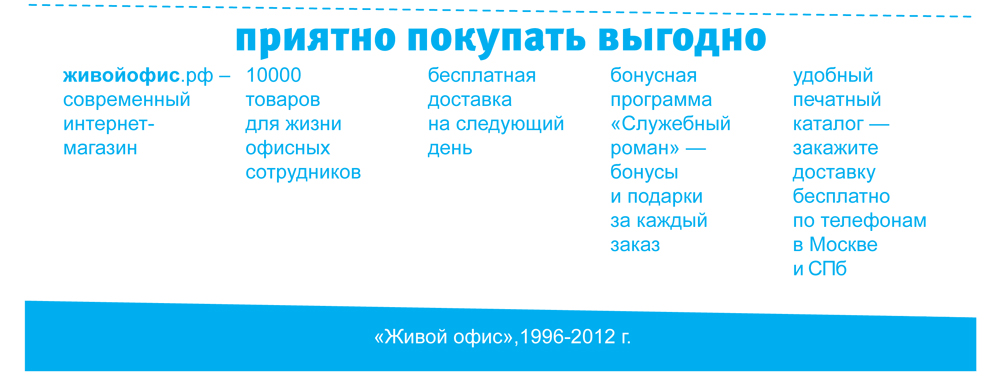 приятно покупать выгодно
живойофис.рф –
современный
интернет-
магазин
10000
товаров
для жизни
офисных
сотрудников
бесплатная
доставка
на следующий
день
бонусная
программа
«Служебный
роман» —
бонусы
и подарки
за каждый
заказ
удобный
печатный
каталог —
закажите
доставку
бесплатно
по телефонам
в Москве
и СПб
«Живой офис»,1996-2012 г.